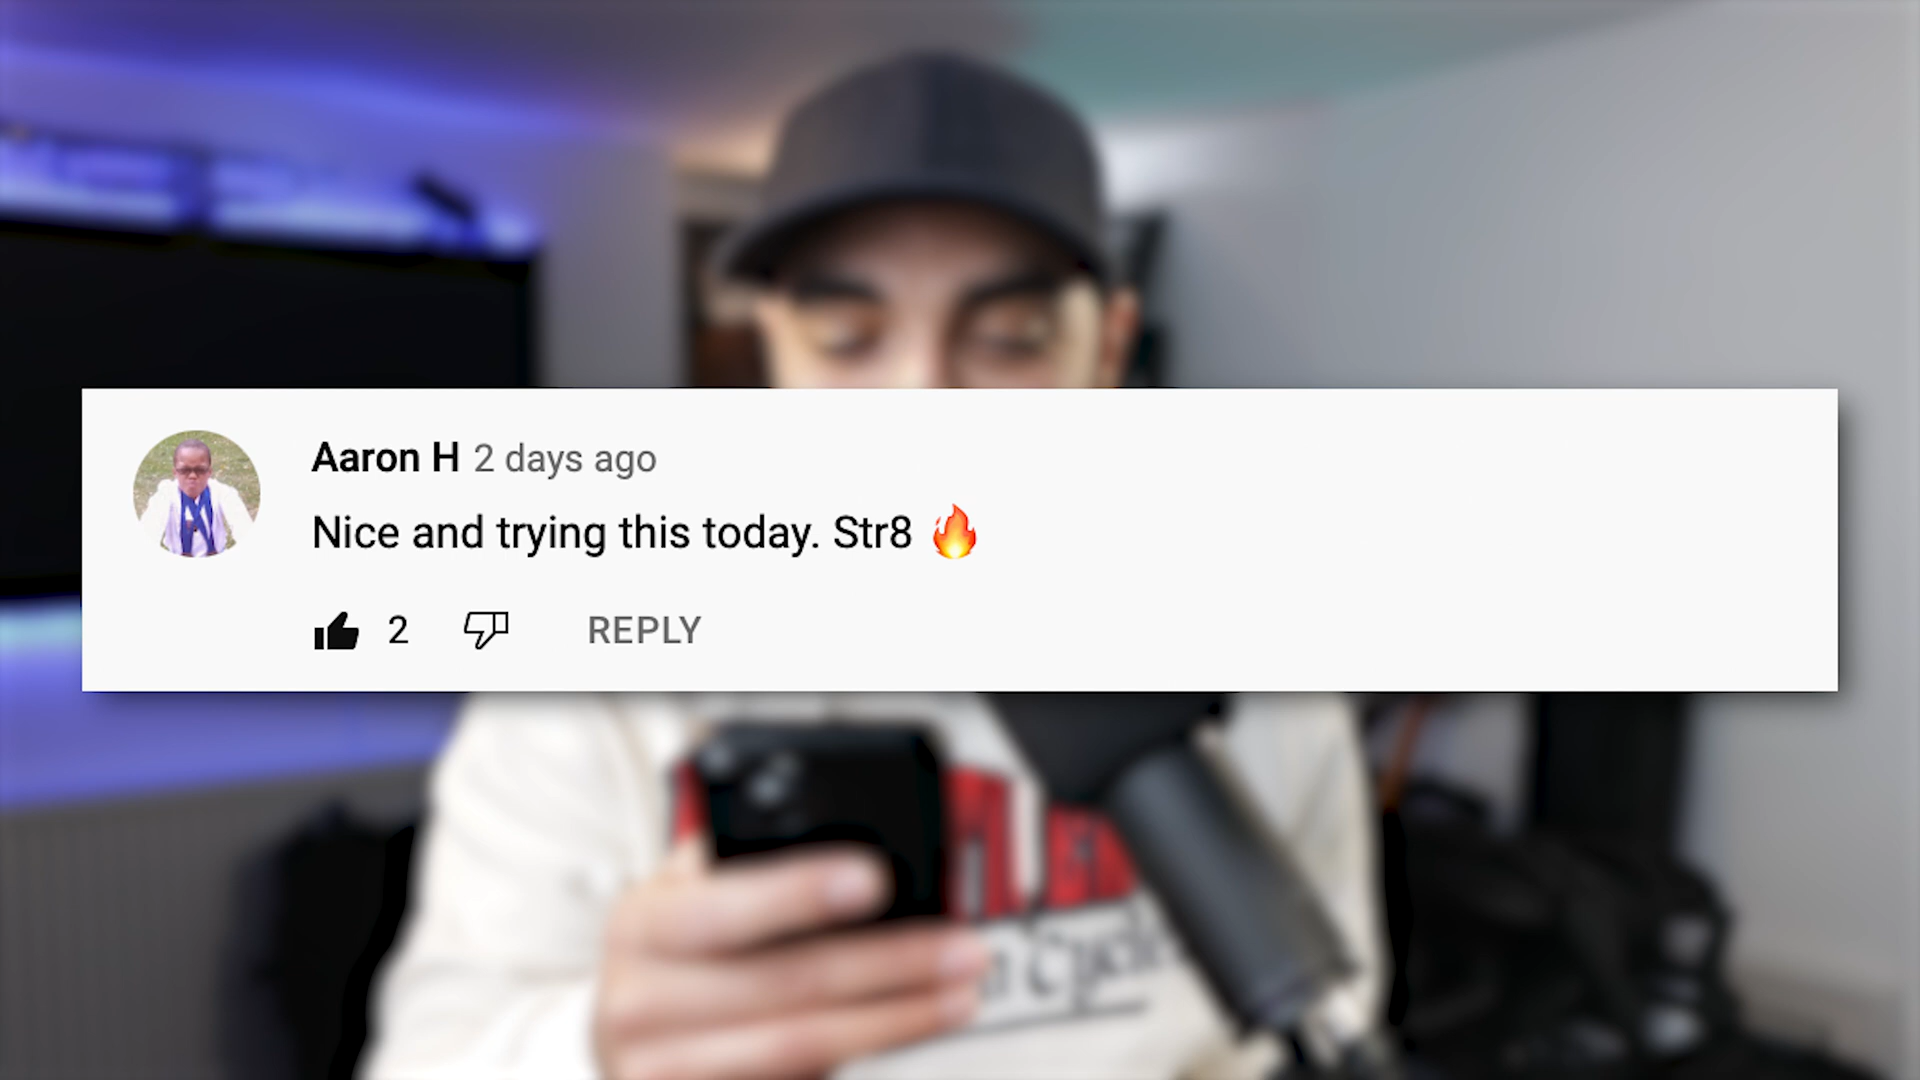 Aaron H 2 days ago
Nice and trying this today. Str8 🔥
2 REPLY